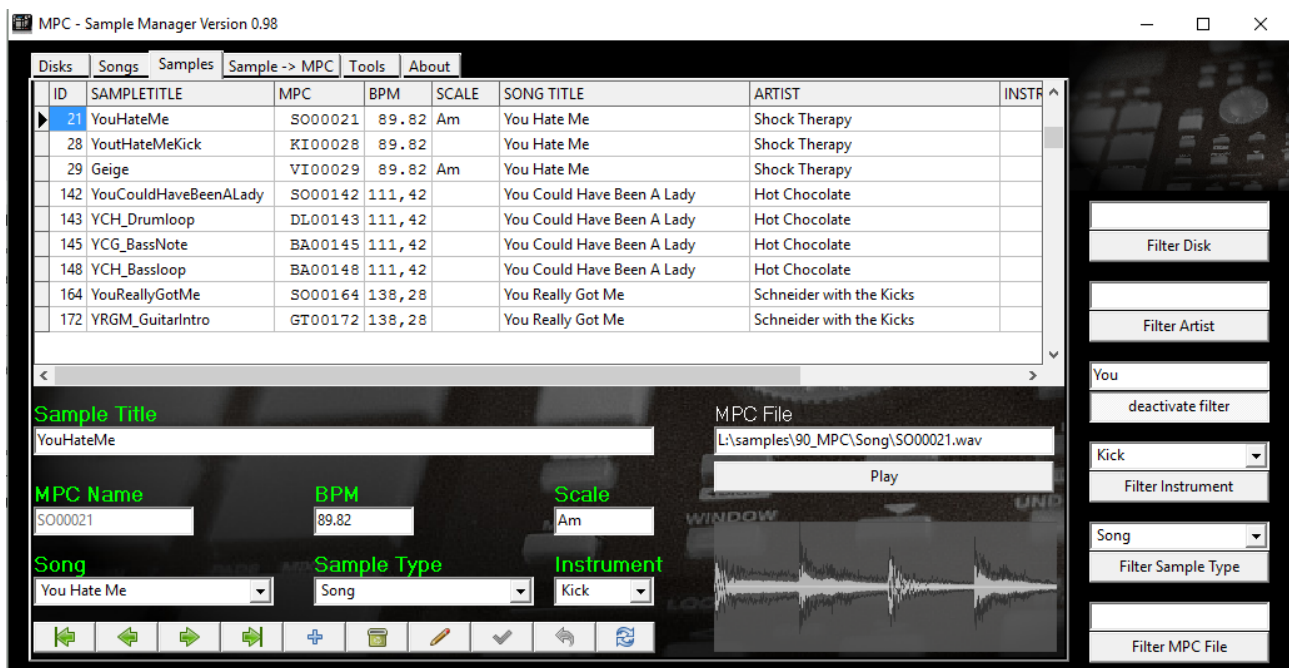 MPC - Sample Manager Version 0.98
Disks Songs Samples Sample -> MPC Tools About
ID SAMPLETITLE MPC BPM SCALE SONG TITLE ARTIST INSTR
21 YouHateMe SO00021 89.82 Am You Hate Me Shock Therapy
28 YoutHateMeKick KI00028 89.82 You Hate Me Shock Therapy
29 Geige VI00029 89.82 Am You Hate Me Shock Therapy
142 YouCouldHaveBeenALady SO00142 111,42 You Could Have Been A Lady Hot Chocolate
143 YCH_Drumloop DL00143 111,42 You Could Have Been A Lady Hot Chocolate
145 YCG_BassNote BA00145 111,42 You Could Have Been A Lady Hot Chocolate
148 YCH_Bassloop BA00148 111,42 You Could Have Been A Lady Hot Chocolate
164 YouReallyGotMe SO00164 138,28 You Really Got Me Schneider with the Kicks
172 YRGM_GuitarIntro GT00172 138,28 You Really Got Me Schneider with the Kicks
Sample Title
YouHateMe
MPC Name BPM Scale
SO00021 89.82 Am
Song Sample Type Instrument
You Hate Me Song Kick
MPC File
L:\samples\90_MPC\Song\SO00021.wav
Play
WINDOW
UND
Filter Disk
Filter Artist
You
deactivate filter
Kick
Filter Instrument
Song
Filter Sample Type
Filter MPC File